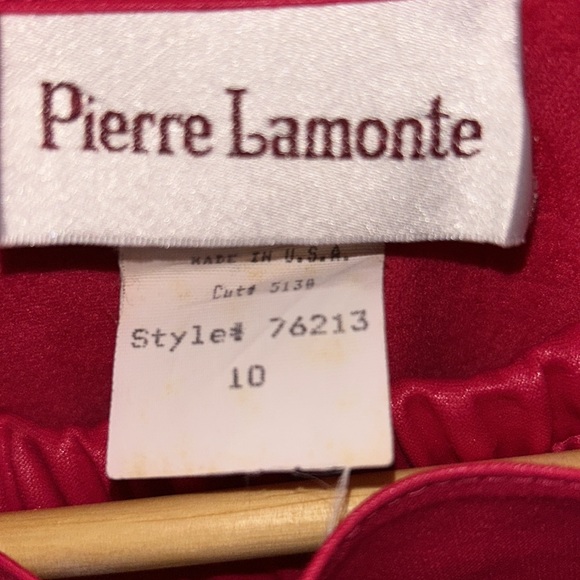 Pierre Lamonte
MADE IN U.S.A.
Cut# 5138
Style# 76213
10